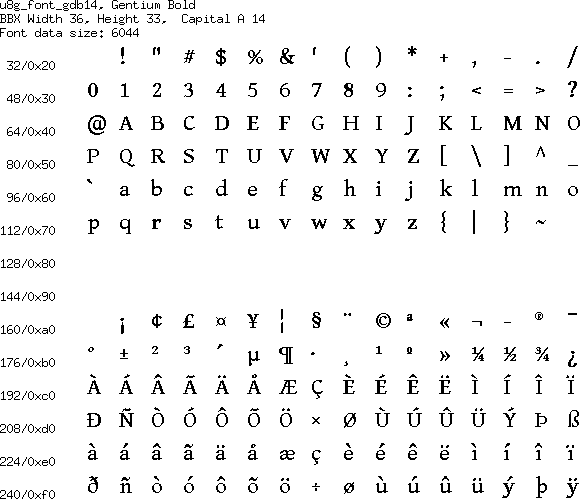 u8g_font_gdb14, Gentium Bold
BBX Width 36, Height 33,  Capital A 14
Font data size: 6044
32/0x20 ! " # $ % & ' ( ) * + , - . /
48/0x30 0 1 2 3 4 5 6 7 8 9 : ; < = > ?
64/0x40 @ A B C D E F G H I J K L M N O
80/0x50 P Q R S T U V W X Y Z [ \ ] ^ _
96/0x60 ` a b c d e f g h i j k l m n o
112/0x70 p q r s t u v w x y z { | } ~
128/0x80
144/0x90
160/0xa0 ¡ ¢ £ ¤ ¥ ¦ § ¨ © ª « ¬ - ® ¯
176/0xb0 ° ± ² ³ ´ µ ¶ · ¸ ¹ º » ¼ ½ ¾ ¿
192/0xc0 À Á Â Ã Ä Å Æ Ç È É Ê Ë Ì Í Î Ï
208/0xd0 Ð Ñ Ò Ó Ô Õ Ö × Ø Ù Ú Û Ü Ý Þ ß
224/0xe0 à á â ã ä å æ ç è é ê ë ì í î ï
240/0xf0 ð ñ ò ó ô õ ö ÷ ø ù ú û ü ý þ ÿ